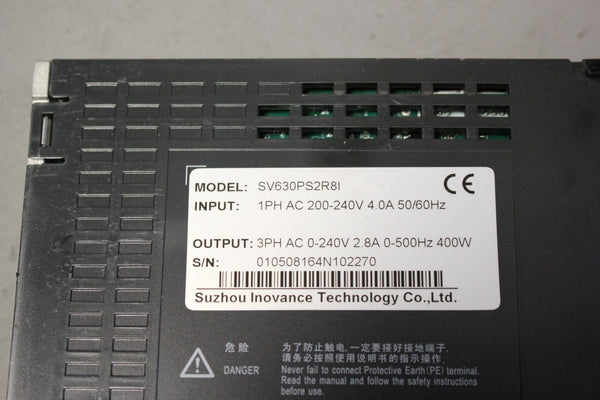 MODEL: SV630PS2R8I
CE
INPUT: 1PH AC 200-240V 4.0A 50/60Hz
OUTPUT: 3PH AC 0-240V 2.8A 0-500Hz 400W
S/N: 010508164N102270
Suzhou Inovance Technology Co.,Ltd.
危险
DANGER
为了防止触电,一定要接好接地端子.
请务必按照使用说明书的指示操作.
Never fail to connect Protective Earth(PE) terminal.
Read the manual and follow the safety instructions
before use.